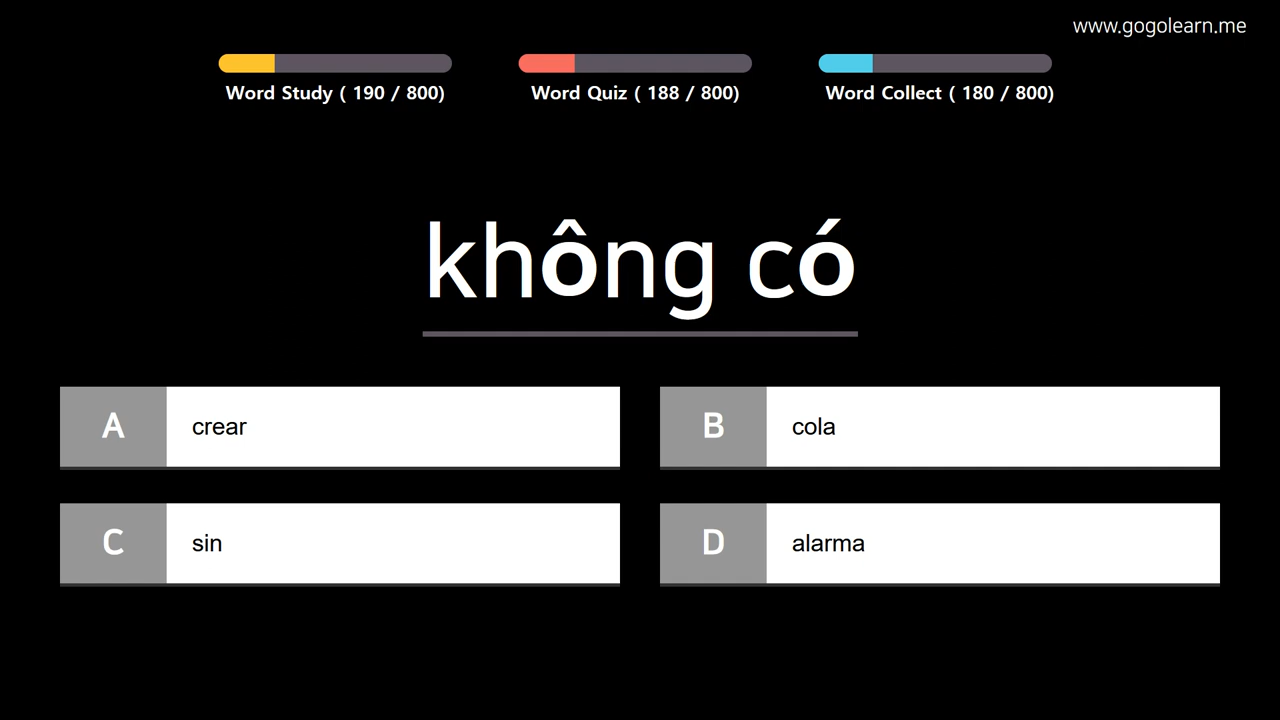 www.gogolearn.me
Word Study ( 190 / 800)
Word Quiz ( 188 / 800)
Word Collect ( 180 / 800)
không có
A crear
B cola
C sin
D alarma